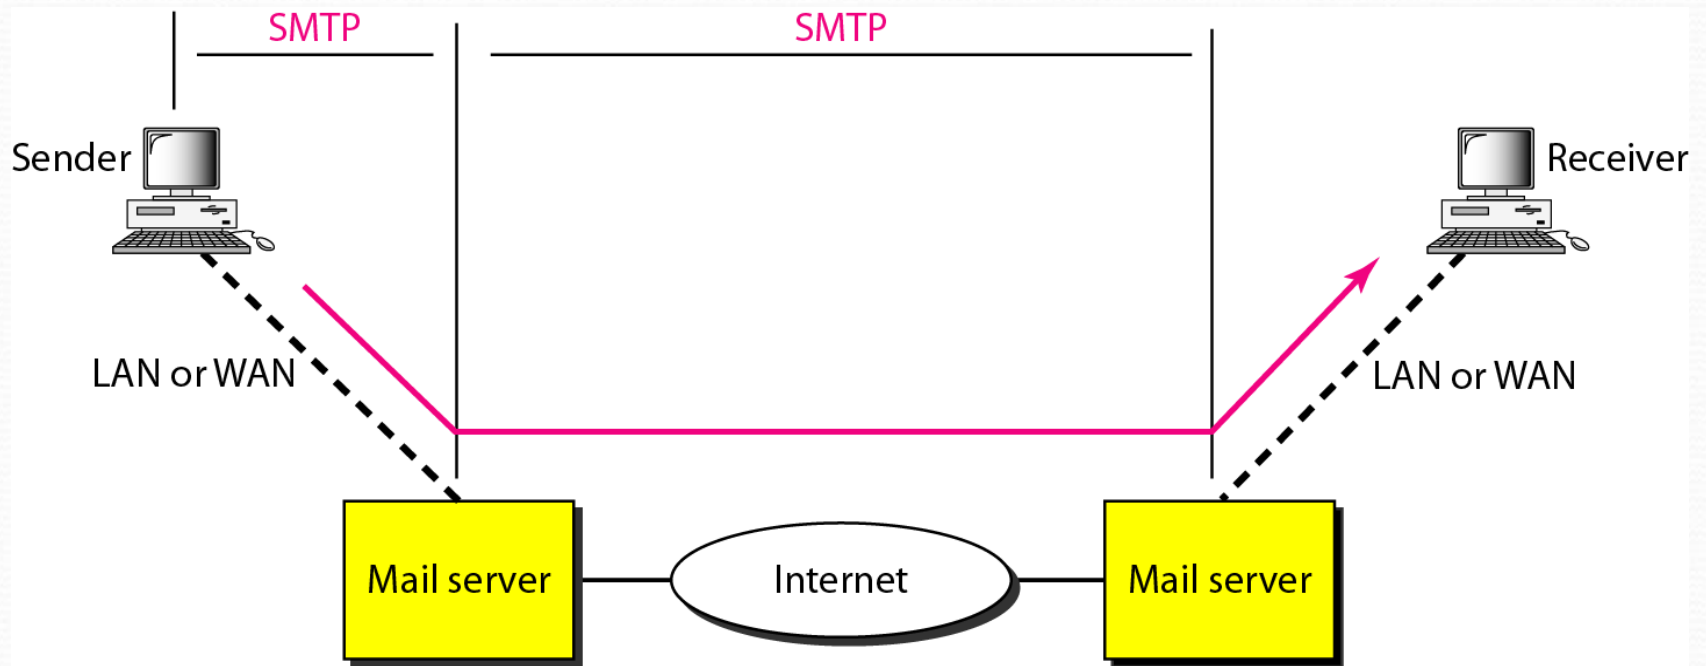 SMTP
SMTP
Sender
Receiver
LAN or WAN
LAN or WAN
Mail server
Internet
Mail server